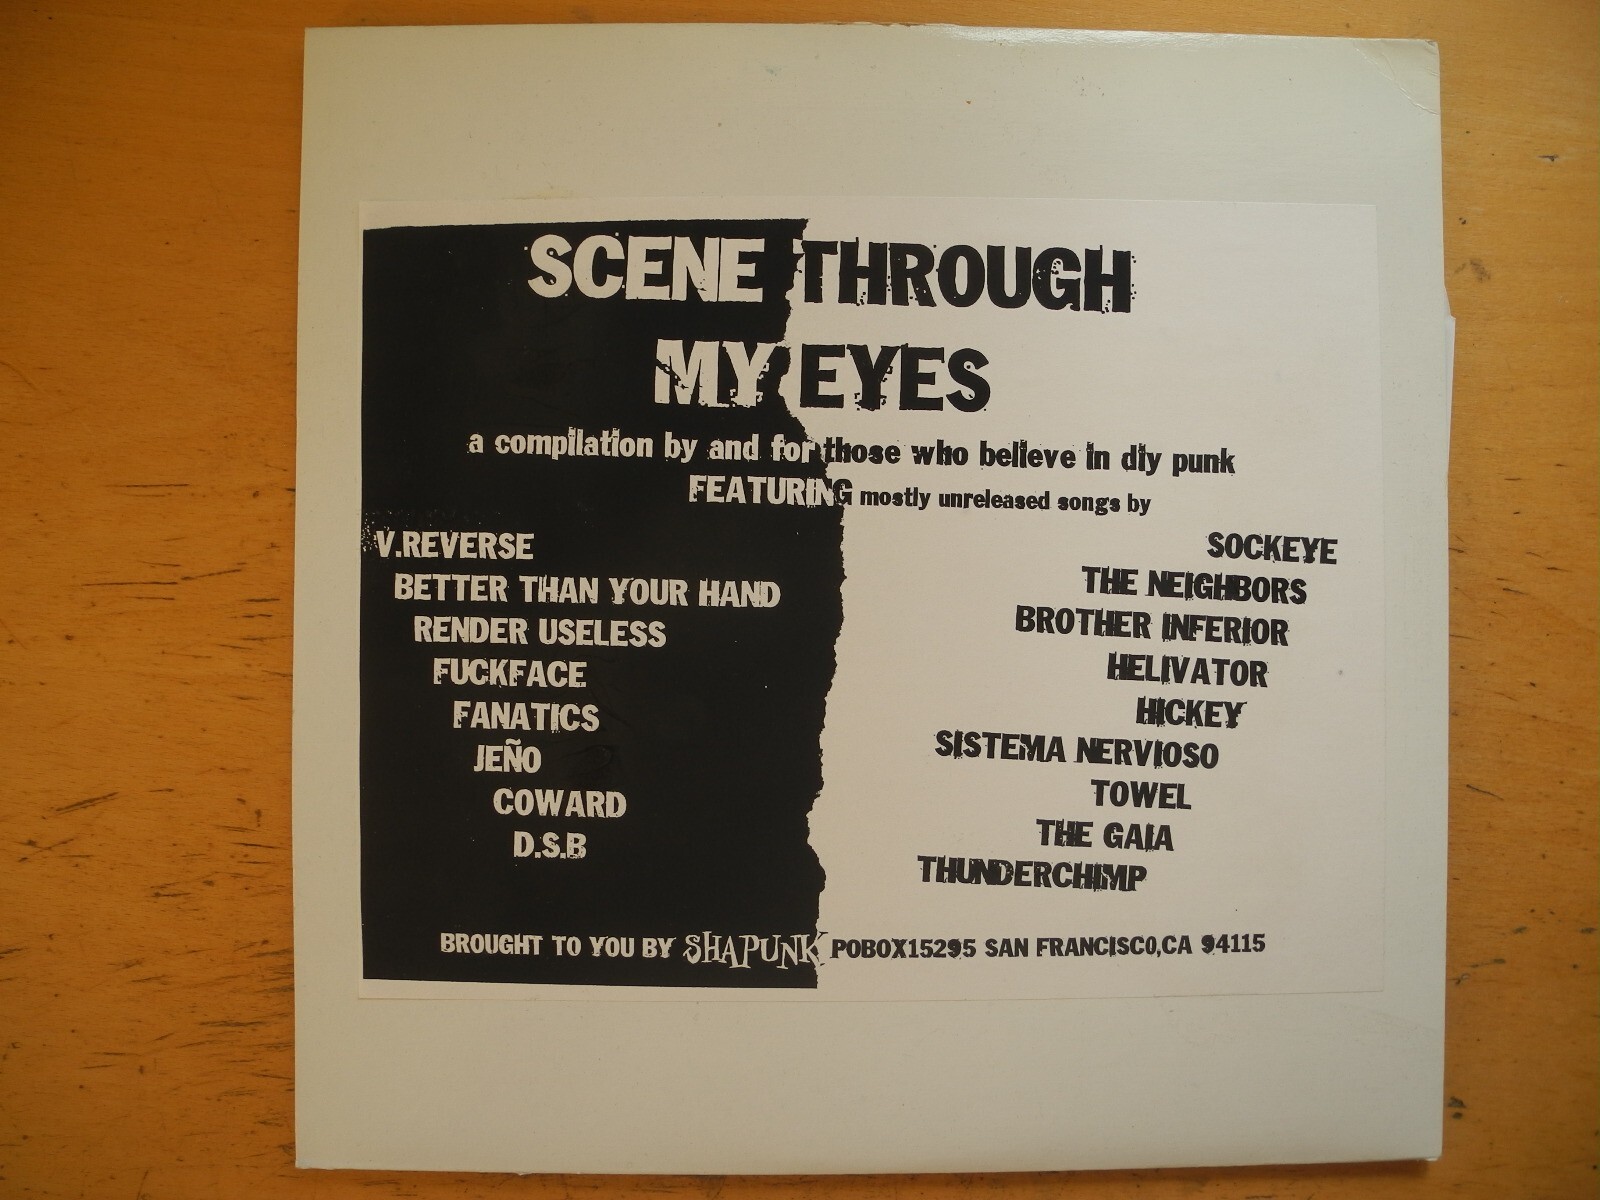 SCENE THROUGH
MY EYES
a compilation by and for those who believe in diy punk
FEATURING mostly unreleased songs by
V.REVERSE
BETTER THAN YOUR HAND
RENDER USELESS
FUCKFACE
FANATICS
JEÑO
COWARD
D.S.B
SOCKEYE
THE NEIGHBORS
BROTHER INFERIOR
HELIVATOR
HICKEY
SISTEMA NERVIOSO
TOWEL
THE GAIA
THUNDERCHIMP
BROUGHT TO YOU BY SHAPUNK POBOX15295 SAN FRANCISCO,CA 94115